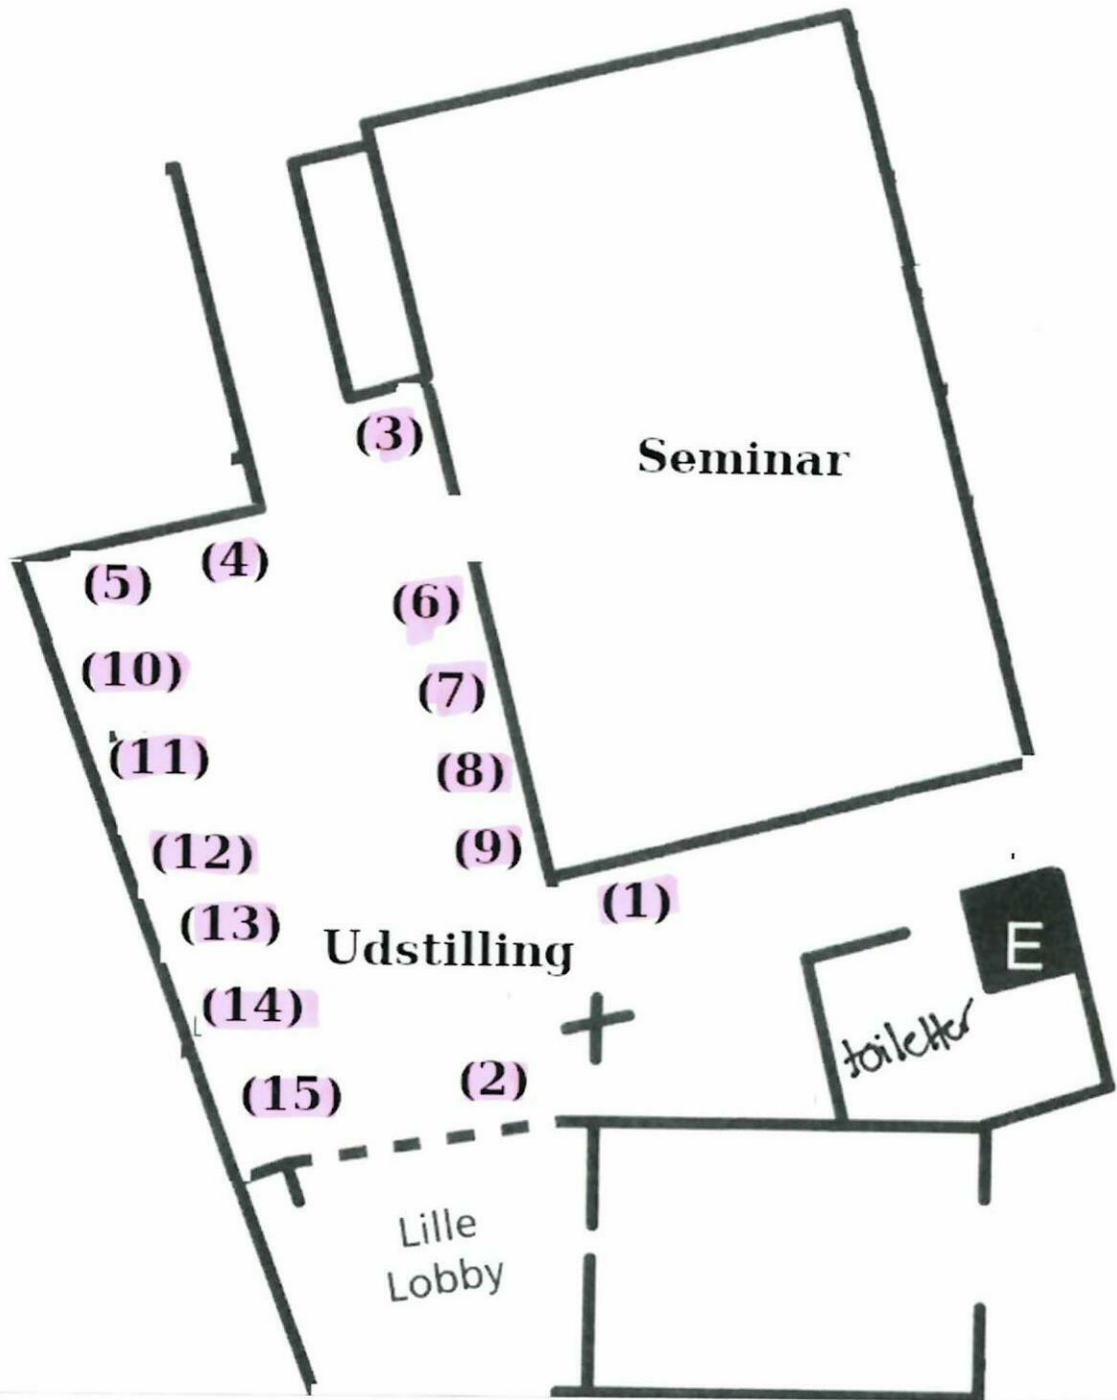 (3)
Seminar
(4)
(5)
(6)
(10)
(7)
(11)
(8)
(12)
(9)
(1)
(13)
Udstilling
E
(14)
toiletter
(2)
(15)
Lille
Lobby